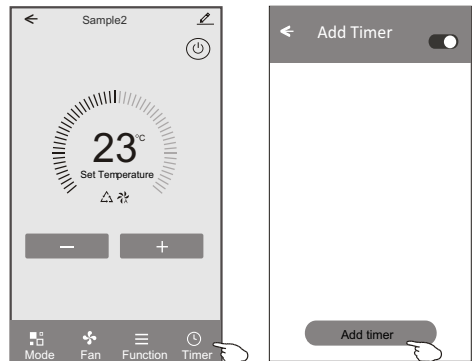 Sample2
23°C
Set Temperature
Mode Fan Function Timer
Add Timer
Add timer